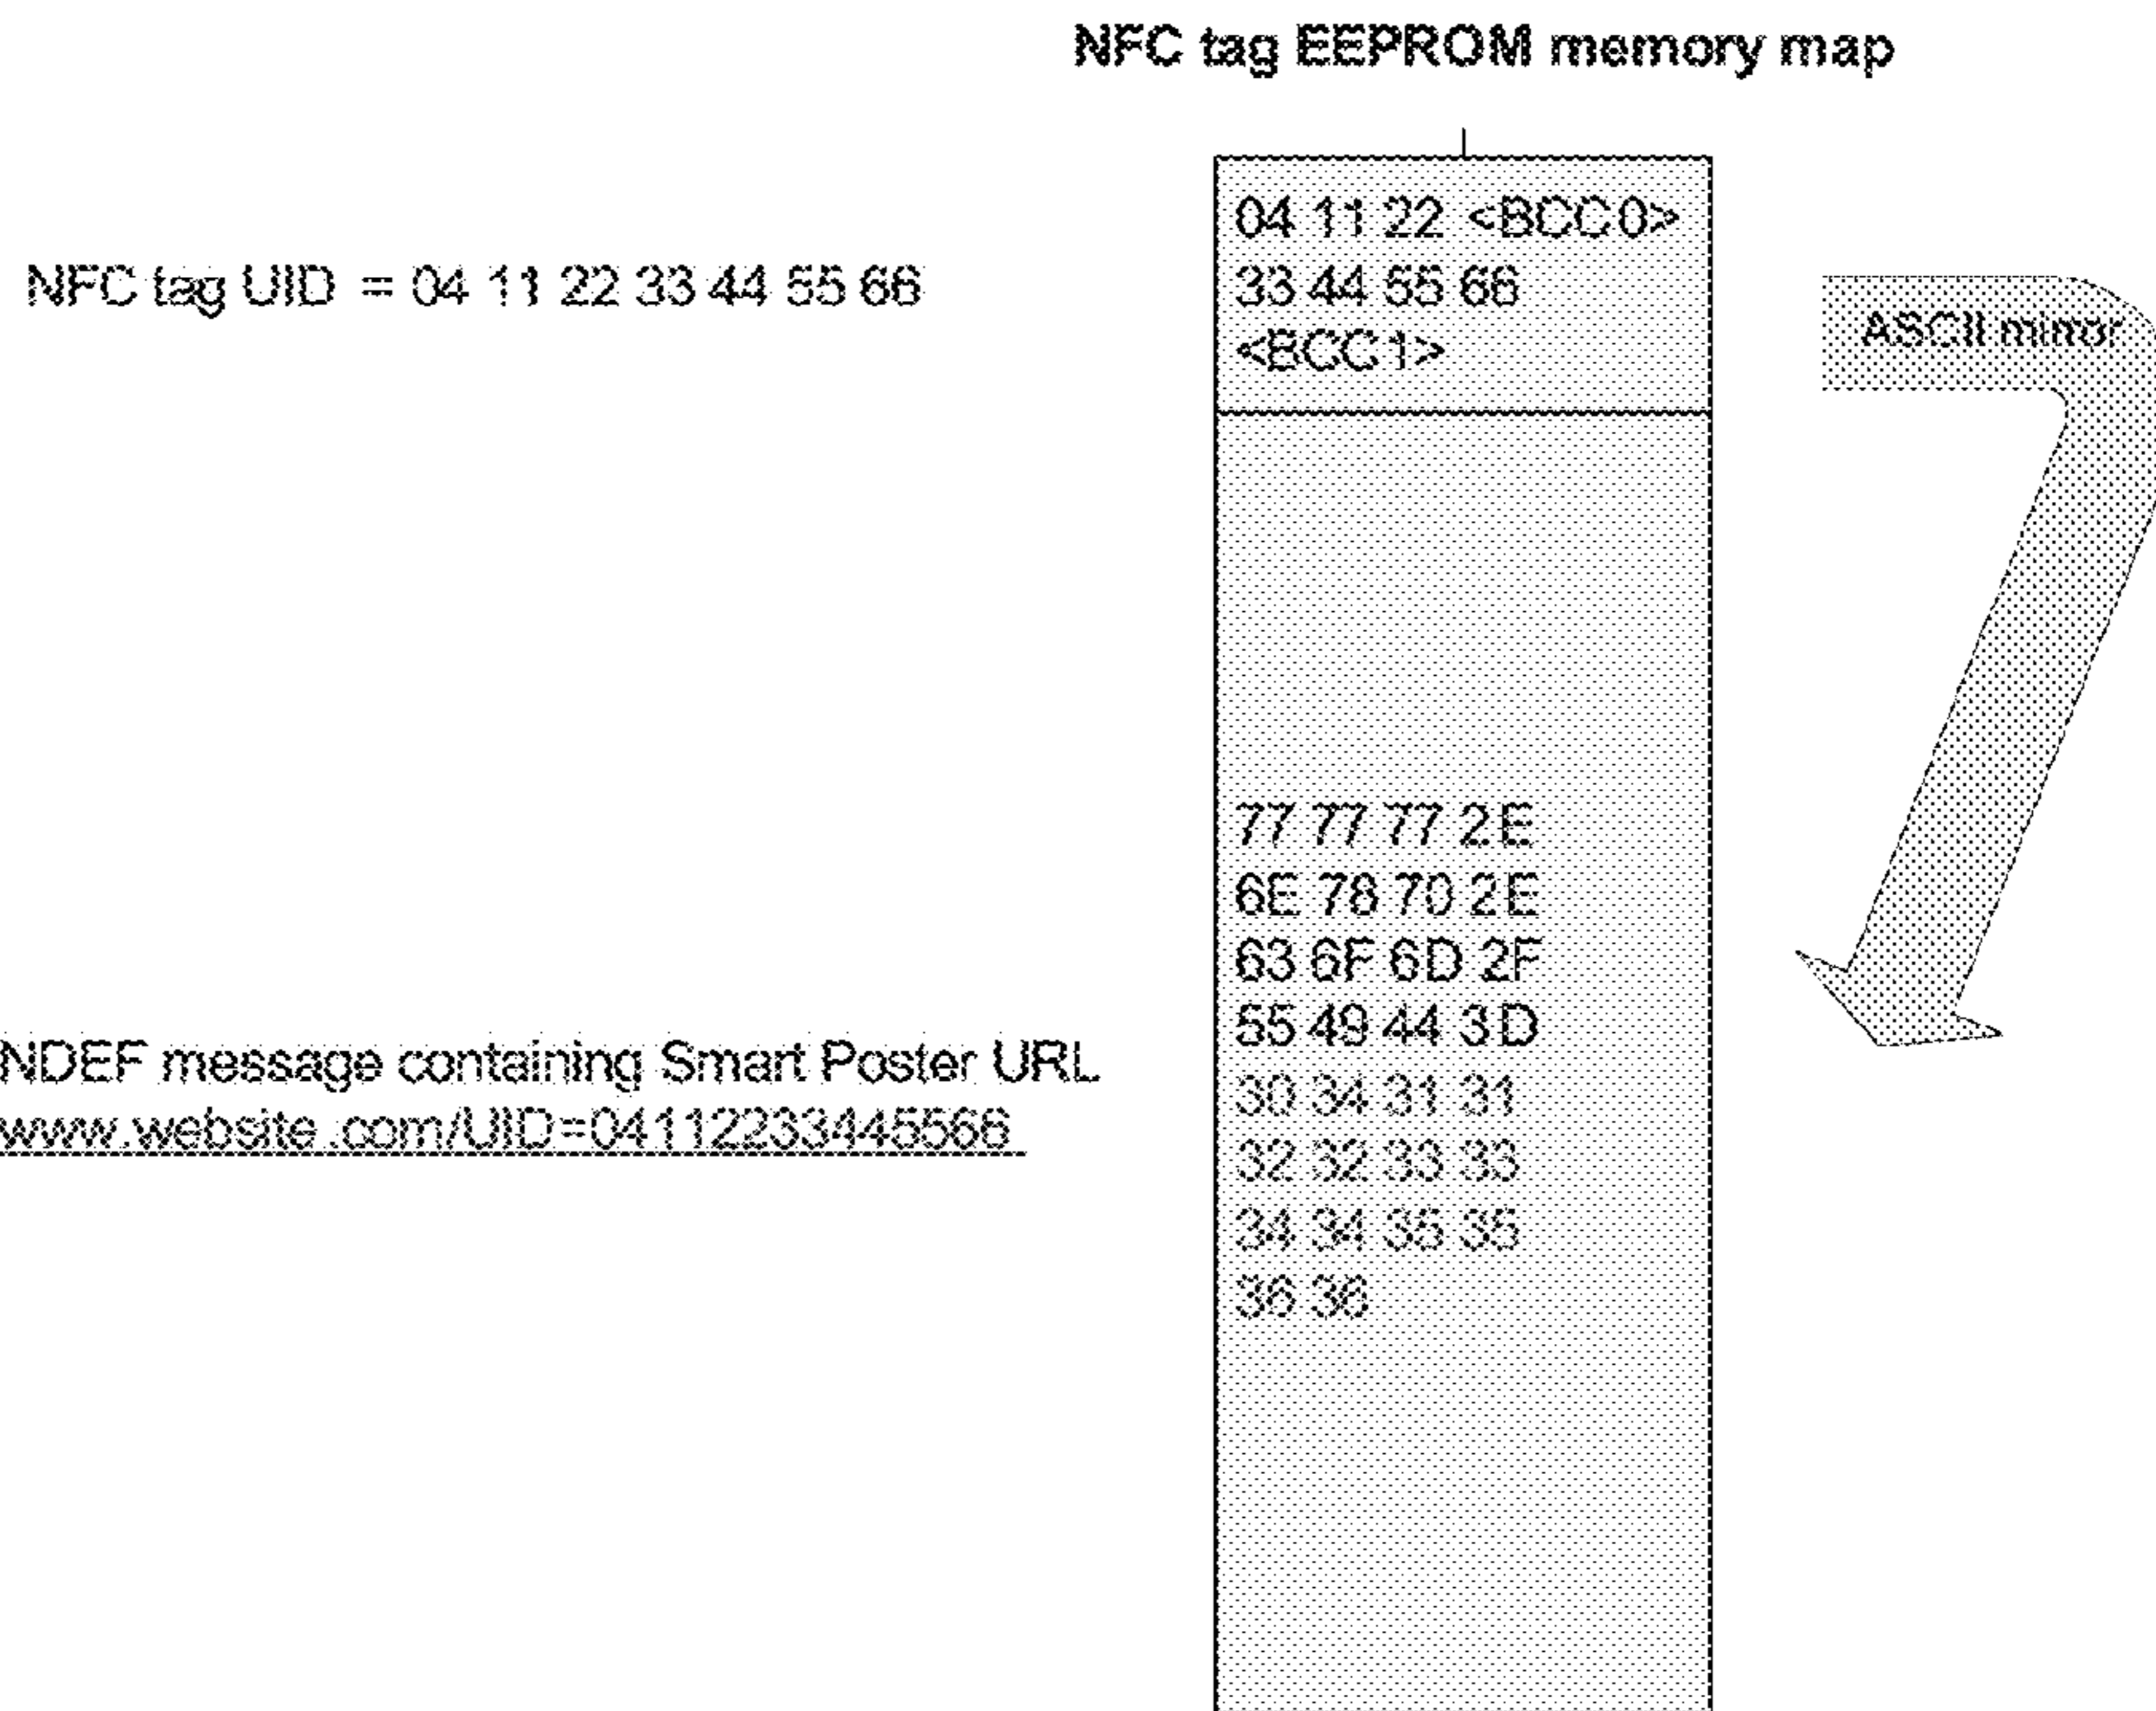 NFC tag EEPROM memory map
NFC tag UID = 04 11 22 33 44 55 66
04 11 22 <BCC0>
33 44 55 66
<BCC1>
ASCII mirror
77 77 77 2E
6E 78 70 2E
63 6F 6D 2F
55 49 44 3D
30 34 31 31
32 32 33 33
34 34 35 35
36 36
NDEF message containing Smart Poster URL
www.website.com/UID=04112233445566